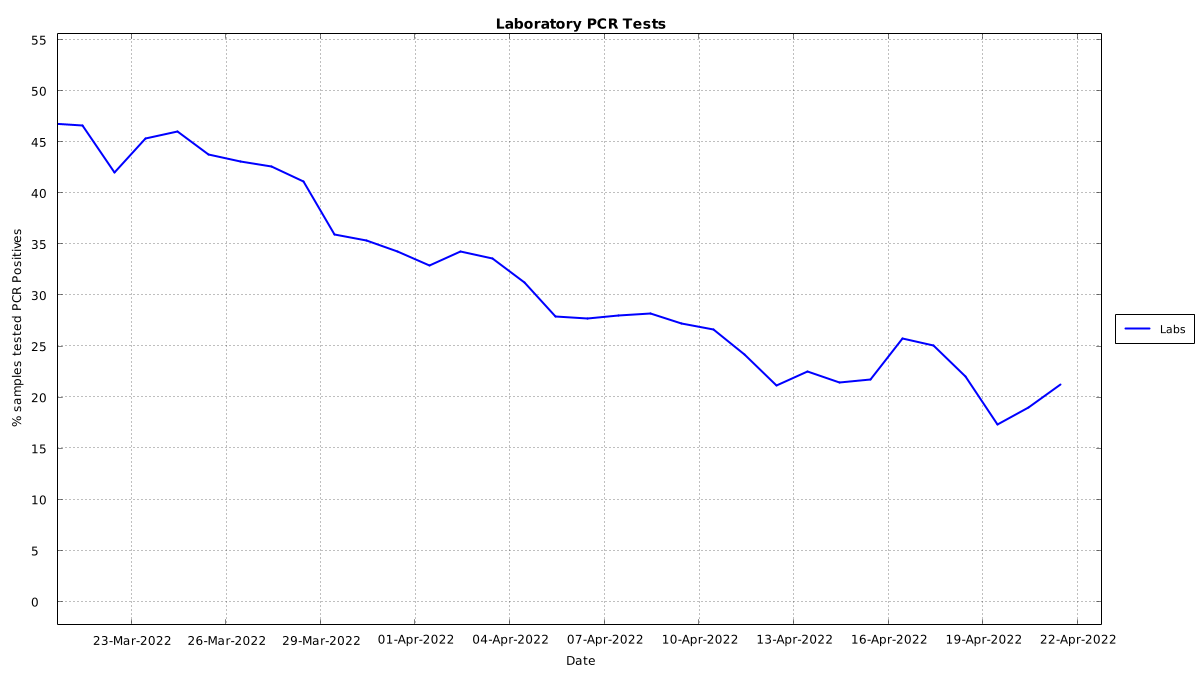 Laboratory PCR Tests
55
50
45
40
35
30
25
20
15
10
5
0
% samples tested PCR Positives
23-Mar-2022 26-Mar-2022 29-Mar-2022 01-Apr-2022 04-Apr-2022 07-Apr-2022 10-Apr-2022 13-Apr-2022 16-Apr-2022 19-Apr-2022 22-Apr-2022
Date
Labs